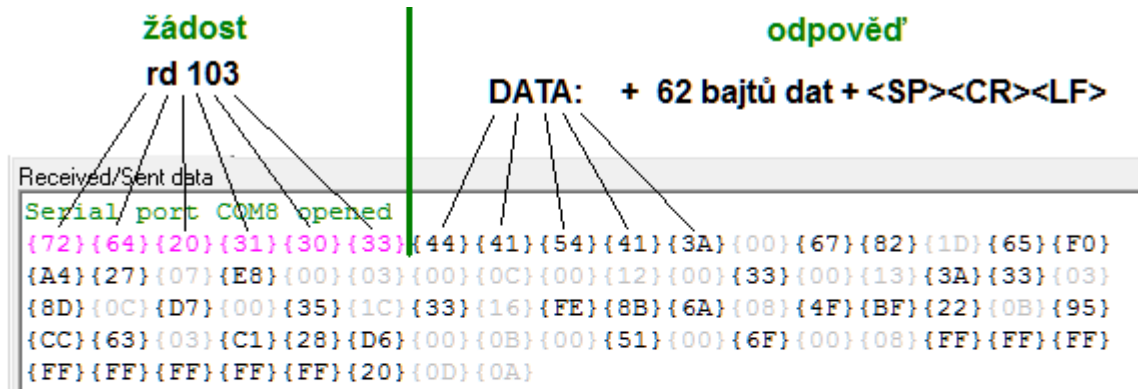 žádost
odpověď
rd 103
DATA: + 62 bajtů dat + <SP><CR><LF>
Received/Sent data
Serial port COM8 opened
{72}{64}{20}{31}{30}{33}{44}{41}{54}{41}{3A}{00}{67}{82}{1D}{65}{F0}
{A4}{27}{07}{E8}{00}{03}{00}{0C}{00}{12}{00}{33}{00}{13}{3A}{33}{03}
{8D}{0C}{D7}{00}{35}{1C}{33}{16}{FE}{8B}{6A}{08}{4F}{BF}{22}{0B}{95}
{CC}{63}{03}{C1}{28}{D6}{00}{0B}{00}{51}{00}{6F}{00}{08}{FF}{FF}{FF}
{FF}{FF}{FF}{FF}{FF}{20}{0D}{0A}